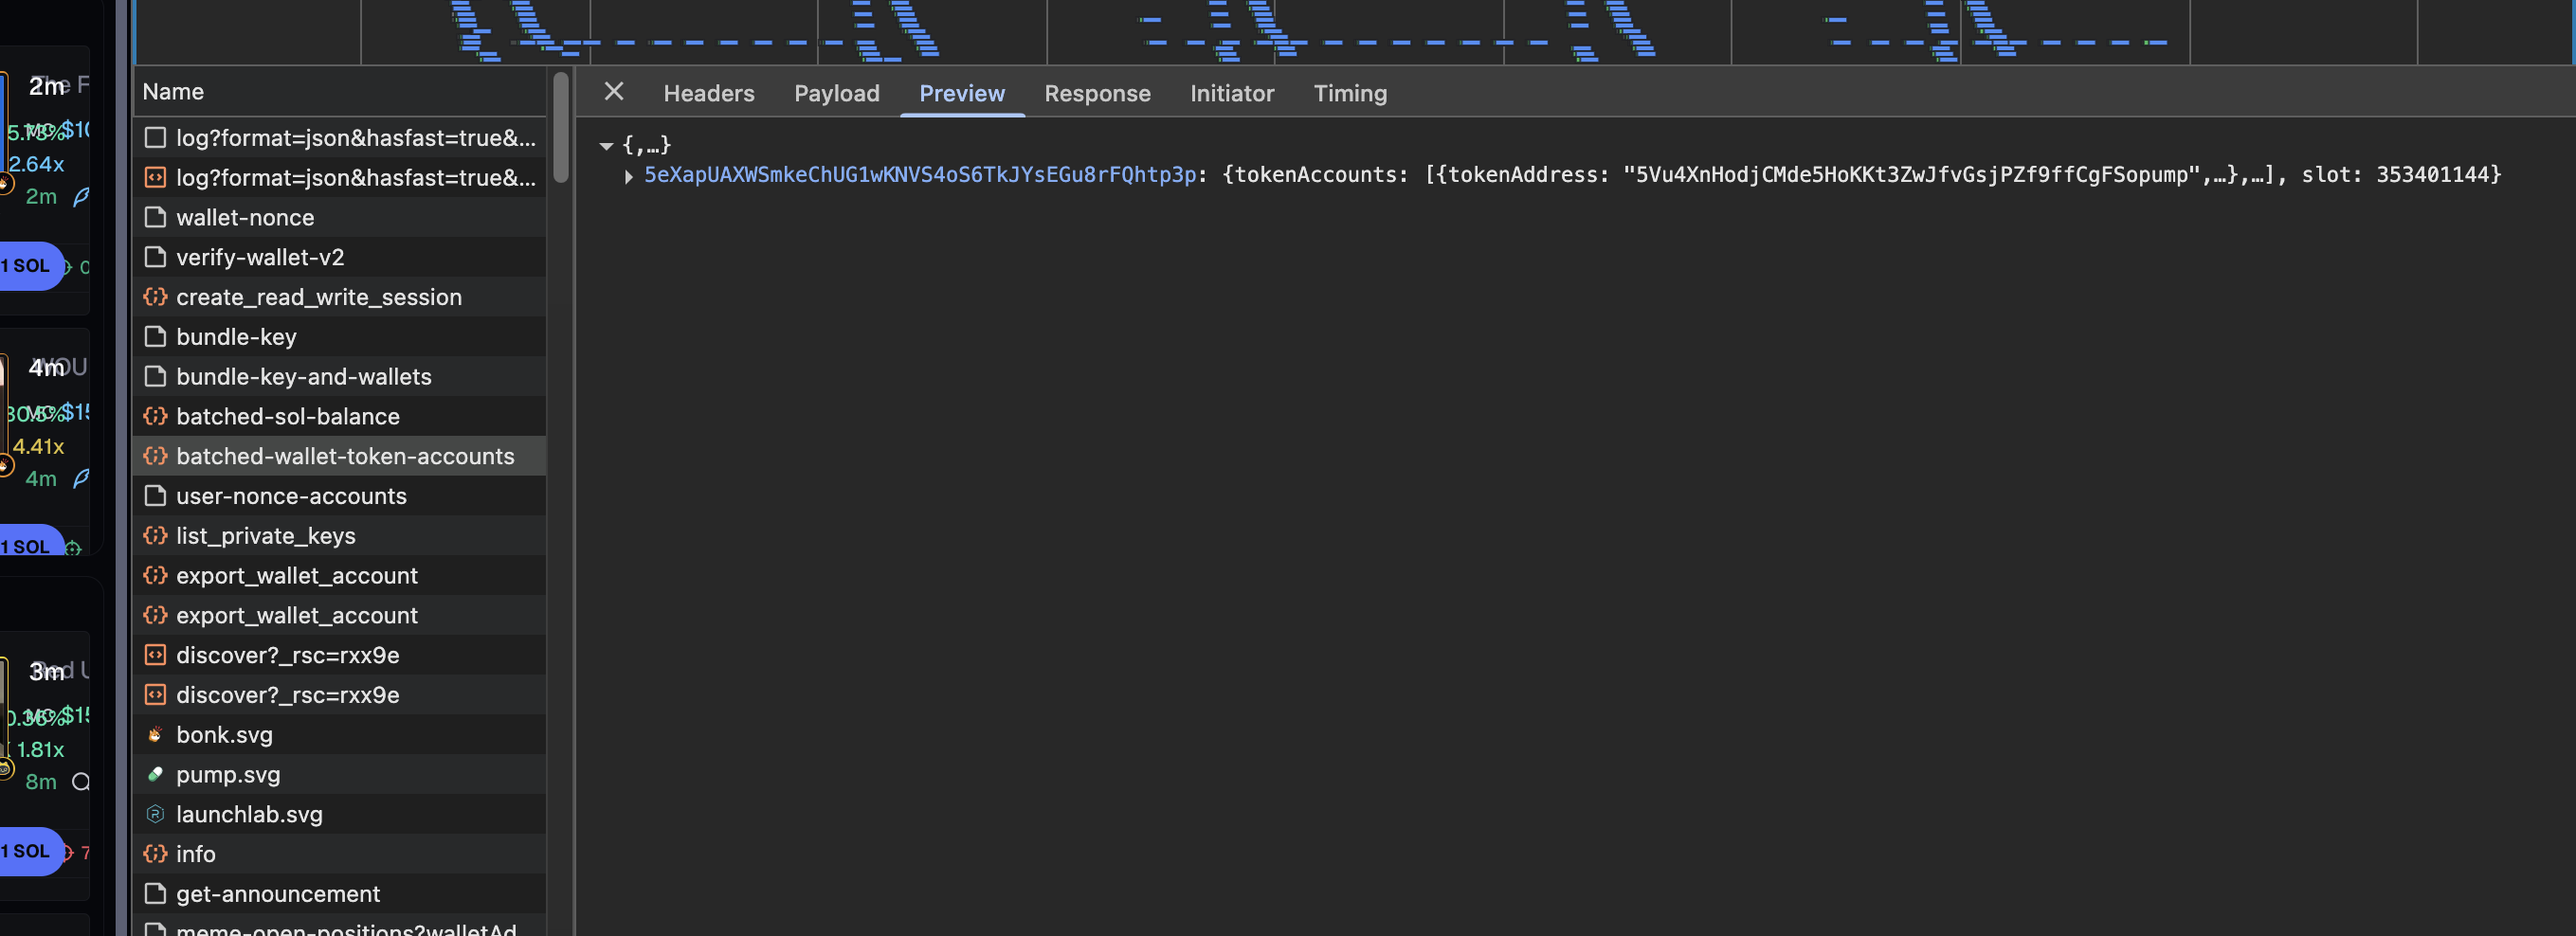 2m
5.73%
2.64x
2m
1 SOL
4m
30.5%
4.41x
4m
1 SOL
3m
0.36%
1.81x
8m
1 SOL
7
Name
log?format=json&hasfast=true&...
log?format=json&hasfast=true&...
wallet-nonce
verify-wallet-v2
create_read_write_session
bundle-key
bundle-key-and-wallets
batched-sol-balance
batched-wallet-token-accounts
user-nonce-accounts
list_private_keys
export_wallet_account
export_wallet_account
discover?_rsc=rxx9e
discover?_rsc=rxx9e
bonk.svg
pump.svg
launchlab.svg
info
get-announcement
meme-open-positions?walletAd
Headers Payload Preview Response Initiator Timing
{,…}
5eXapUAXWSmkeChUG1wKNVS4oS6TkJYsEGu8rFQhtp3p: {tokenAccounts: [{tokenAddress: "5Vu4XnHodjCMde5HoKKt3ZwJfvGsjPZf9ffCgFSopump",…},…], slot: 353401144}